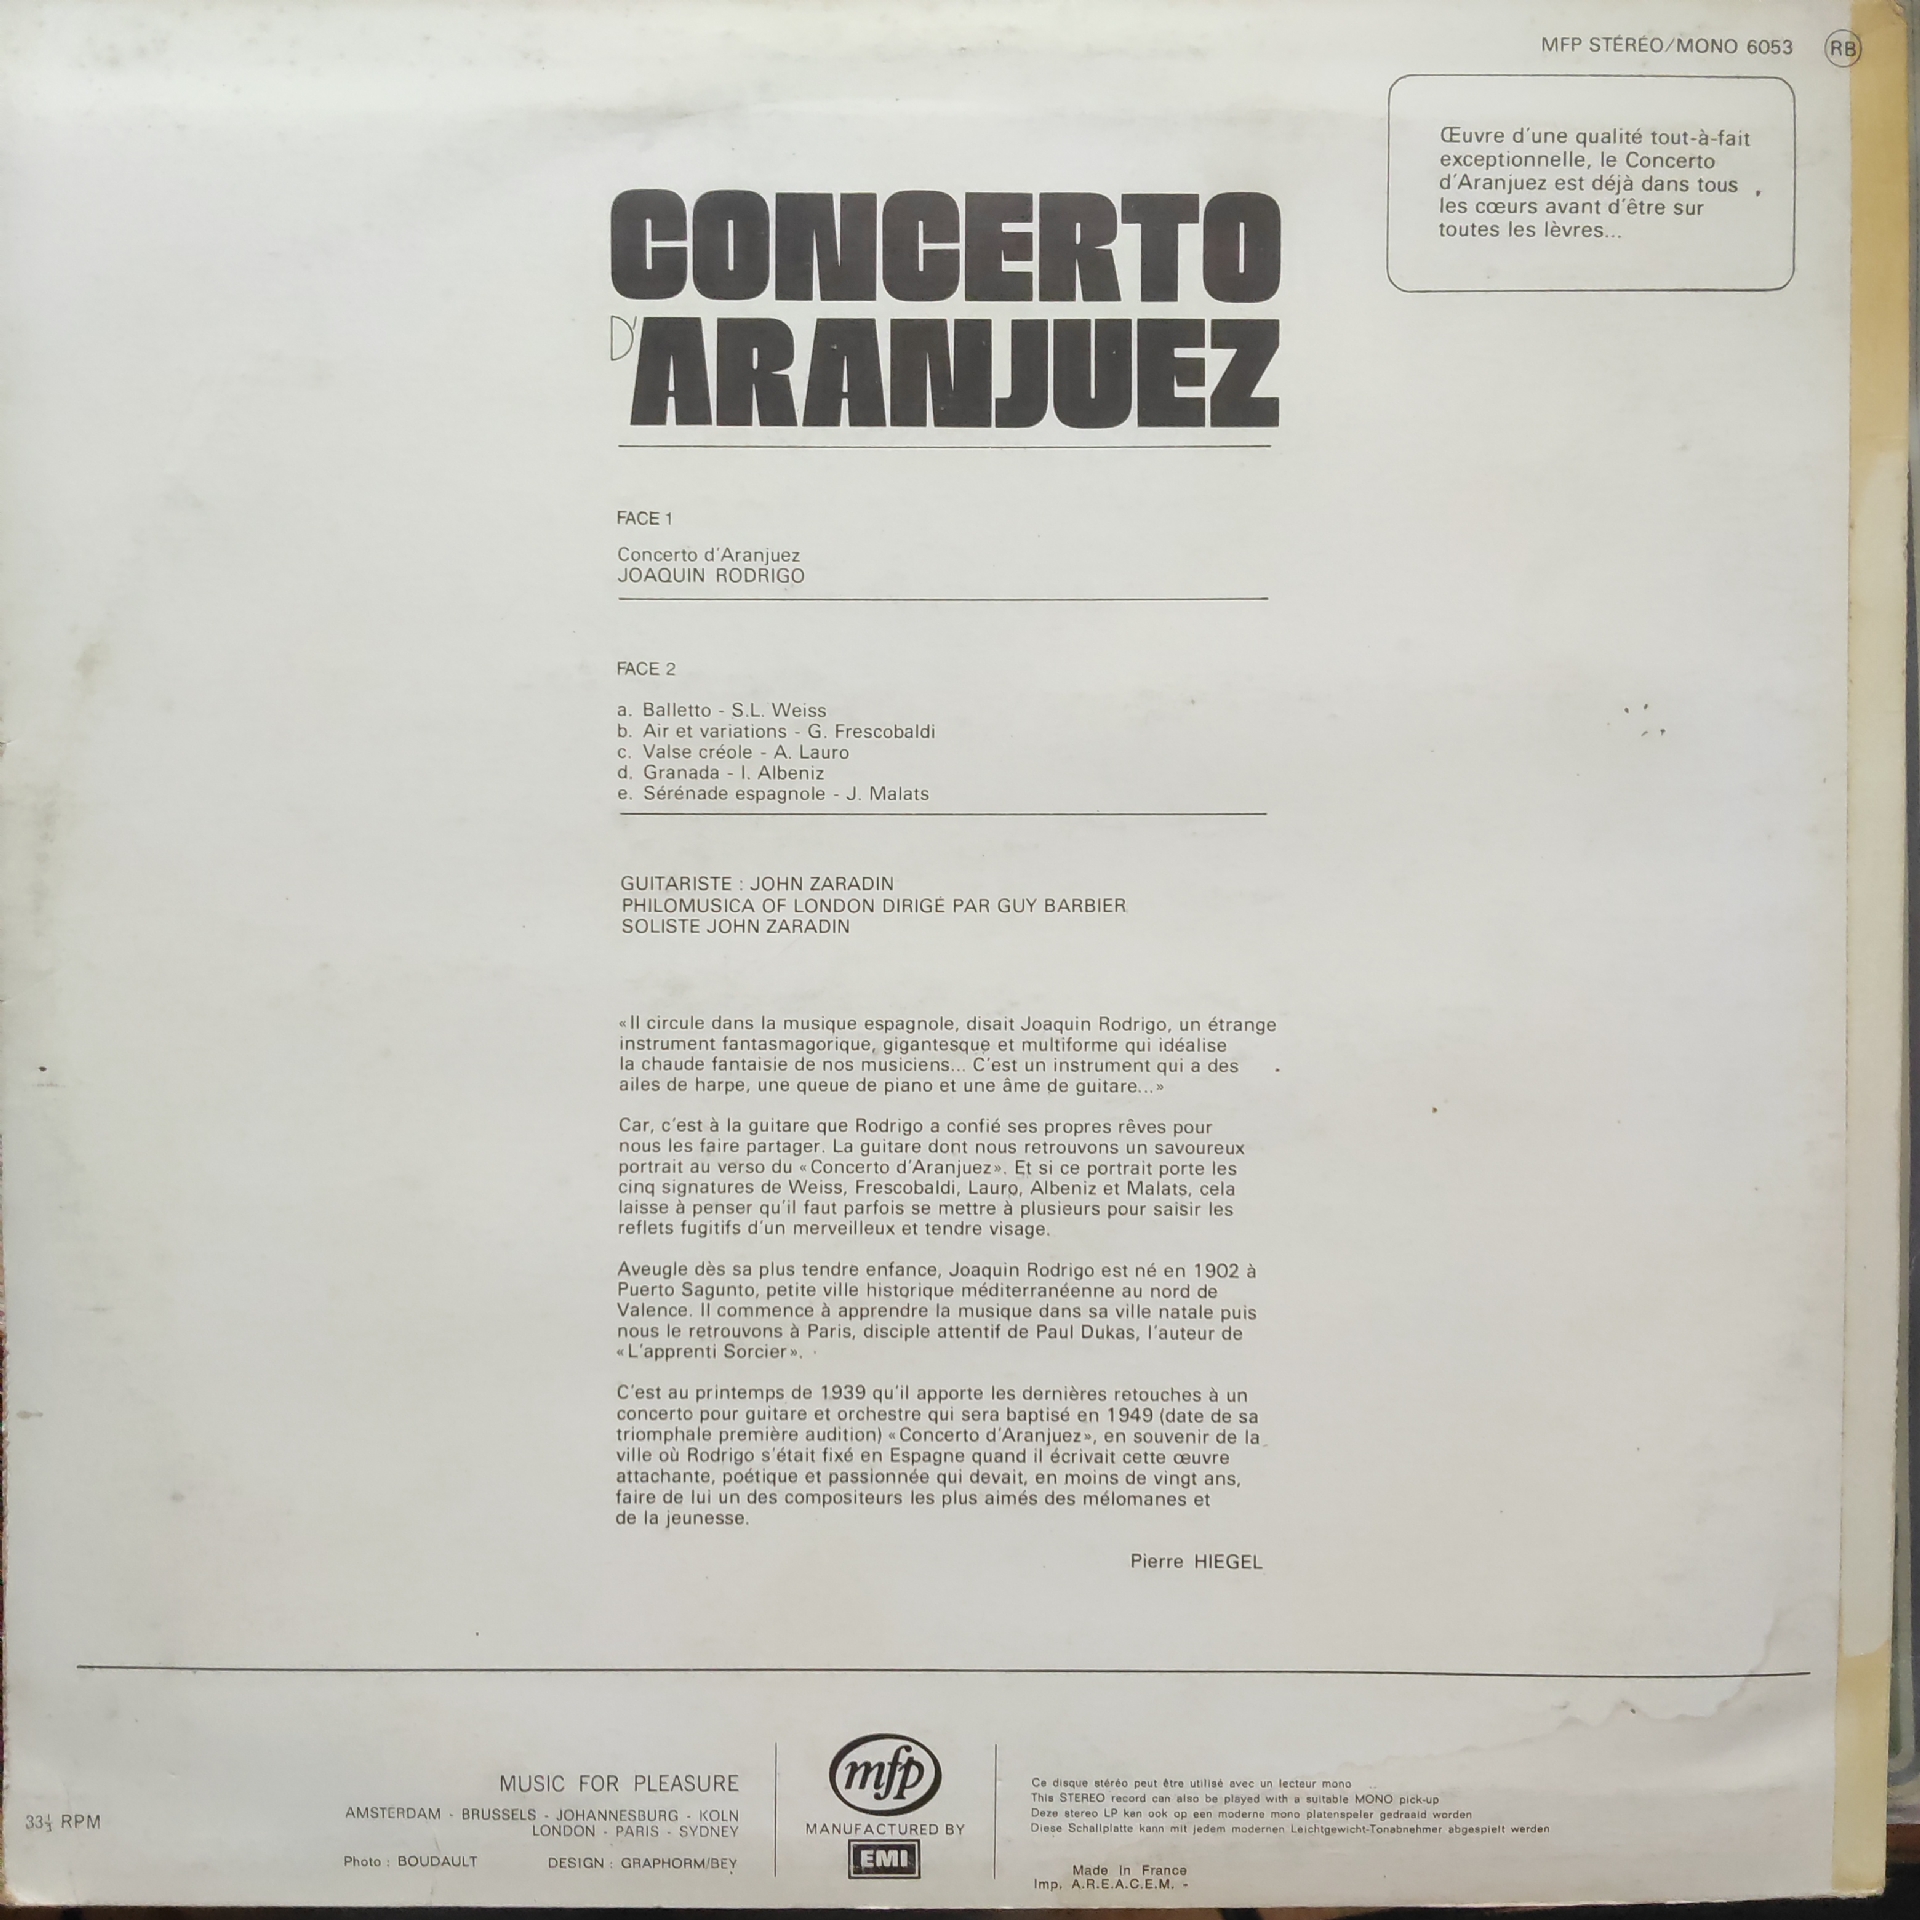 MFP STÉRÉO/MONO 6053 RB
Œuvre d'une qualité tout-à-fait
exceptionnelle, le Concerto
d'Aranjuez est déjà dans tous
les cœurs avant d'être sur
toutes les lèvres...
CONCERTO
D'ARANJUEZ
FACE 1
Concerto d'Aranjuez
JOAQUIN RODRIGO
FACE 2
a. Balletto - S.L. Weiss
b. Air et variations - G. Frescobaldi
c. Valse créole - A. Lauro
d. Granada - I. Albeniz
e. Sérénade espagnole - J. Malats
GUITARISTE : JOHN ZARADIN
PHILOMUSICA OF LONDON DIRIGÉ PAR GUY BARBIER
SOLISTE JOHN ZARADIN
«Il circule dans la musique espagnole, disait Joaquin Rodrigo, un étrange
instrument fantasmagorique, gigantesque et multiforme qui idéalise
la chaude fantaisie de nos musiciens... C'est un instrument qui a des
ailes de harpe, une queue de piano et une âme de guitare...»
Car, c'est à la guitare que Rodrigo a confié ses propres rêves pour
nous les faire partager. La guitare dont nous retrouvons un savoureux
portrait au verso du «Concerto d'Aranjuez». Et si ce portrait porte les
cinq signatures de Weiss, Frescobaldi, Lauro, Albeniz et Malats, cela
laisse à penser qu'il faut parfois se mettre à plusieurs pour saisir les
reflets fugitifs d'un merveilleux et tendre visage.
Aveugle dès sa plus tendre enfance, Joaquin Rodrigo est né en 1902 à
Puerto Sagunto, petite ville historique méditerranéenne au nord de
Valence. Il commence à apprendre la musique dans sa ville natale puis
nous le retrouvons à Paris, disciple attentif de Paul Dukas, l'auteur de
«L'apprenti Sorcier».
C'est au printemps de 1939 qu'il apporte les dernières retouches à un
concerto pour guitare et orchestre qui sera baptisé en 1949 (date de sa
triomphale première audition) «Concerto d'Aranjuez», en souvenir de la
ville où Rodrigo s'était fixé en Espagne quand il écrivait cette œuvre
attachante, poétique et passionnée qui devait, en moins de vingt ans,
faire de lui un des compositeurs les plus aimés des mélomanes et
de la jeunesse.
Pierre HIEGEL
33⅓ RPM
MUSIC FOR PLEASURE
AMSTERDAM - BRUSSELS - JOHANNESBURG - KOLN
LONDON - PARIS - SYDNEY
Photo : BOUDAULT DESIGN : GRAPHORM/BEY
mfp
MANUFACTURED BY
EMI
Ce disque stéréo peut être utilisé avec un lecteur mono
This STEREO record can also be played with a suitable MONO pick-up
Deze stereo LP kan ook op een moderne mono platenspeler gedraaid worden
Diese Schallplatte kann mit jedem modernen Leichtgewicht-Tonabnehmer abgespielt werden
Made In France
Imp. A.R.E.A.C.E.M. -